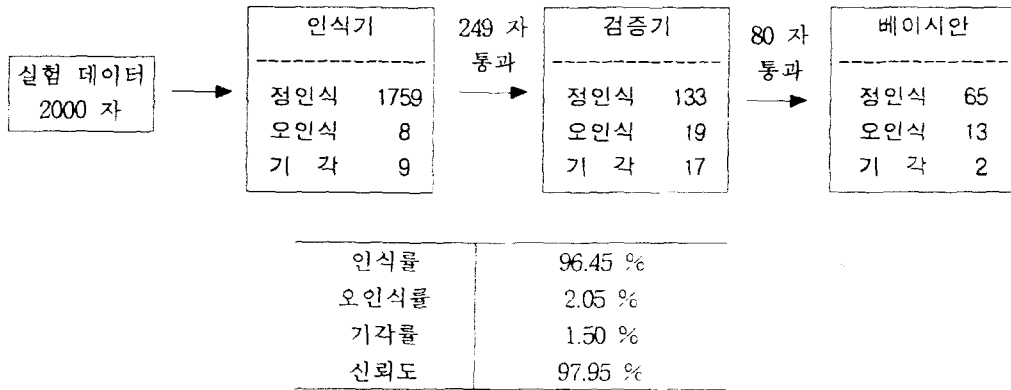 실험 데이터
2000 자
인식기
정인식 1759
오인식 8
기 각 9
249 자
통과
검증기
정인식 133
오인식 19
기 각 17
80 자
통과
베이시안
정인식 65
오인식 13
기 각 2
인식률 96.45 %
오인식률 2.05 %
기각률 1.50 %
신뢰도 97.95 %